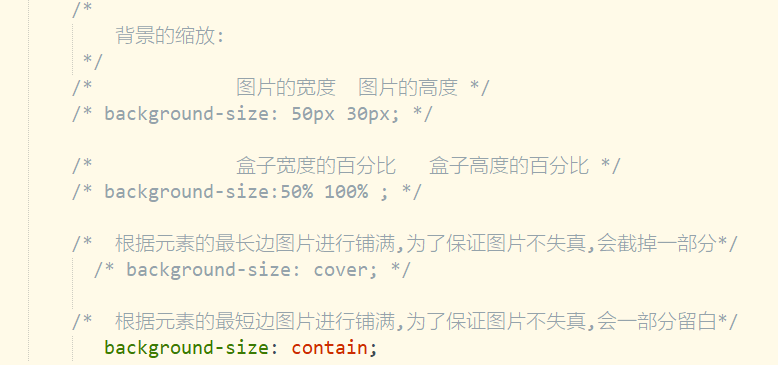 /*
背景的缩放:
*/
/* 图片的宽度 图片的高度 */
/* background-size: 50px 30px; */
/* 盒子宽度的百分比 盒子高度的百分比 */
/* background-size:50% 100% ; */
/* 根据元素的最长边图片进行铺满,为了保证图片不失真,会截掉一部分*/
/* background-size: cover; */
/* 根据元素的最短边图片进行铺满,为了保证图片不失真,会一部分留白*/
background-size: contain;